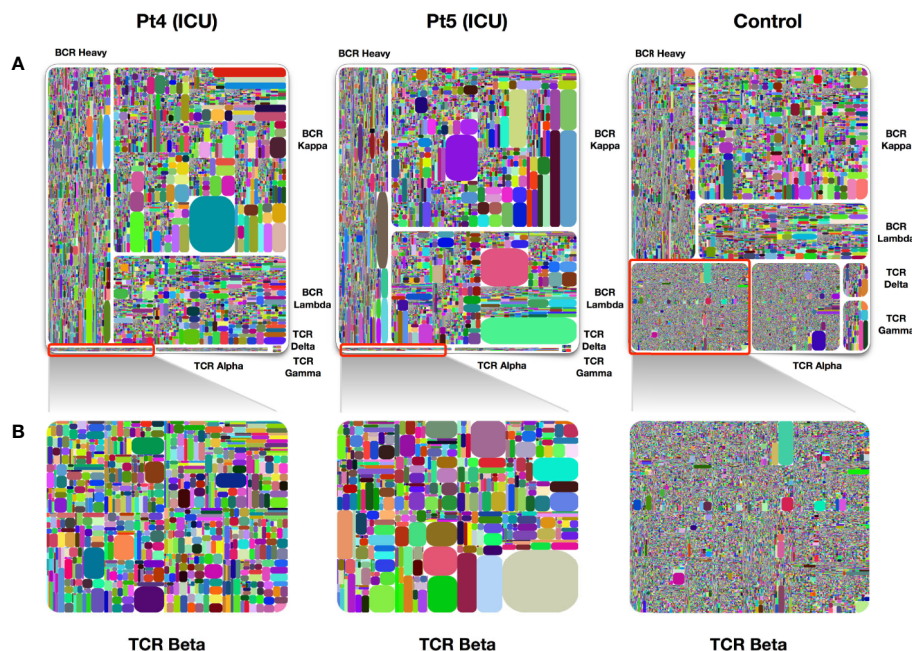 Pt4 (ICU)
Pt5 (ICU)
Control
A
BCR Heavy
BCR Heavy
BCR Heavy
BCR
Kappa
BCR
Kappa
BCR
Kappa
BCR
Lambda
BCR
Lambda
BCR
Lambda
TCR
Delta
TCR
Delta
TCR
Delta
TCR
Gamma
TCR
Gamma
TCR
Gamma
TCR Alpha
TCR Alpha
TCR Alpha
B
TCR Beta
TCR Beta
TCR Beta